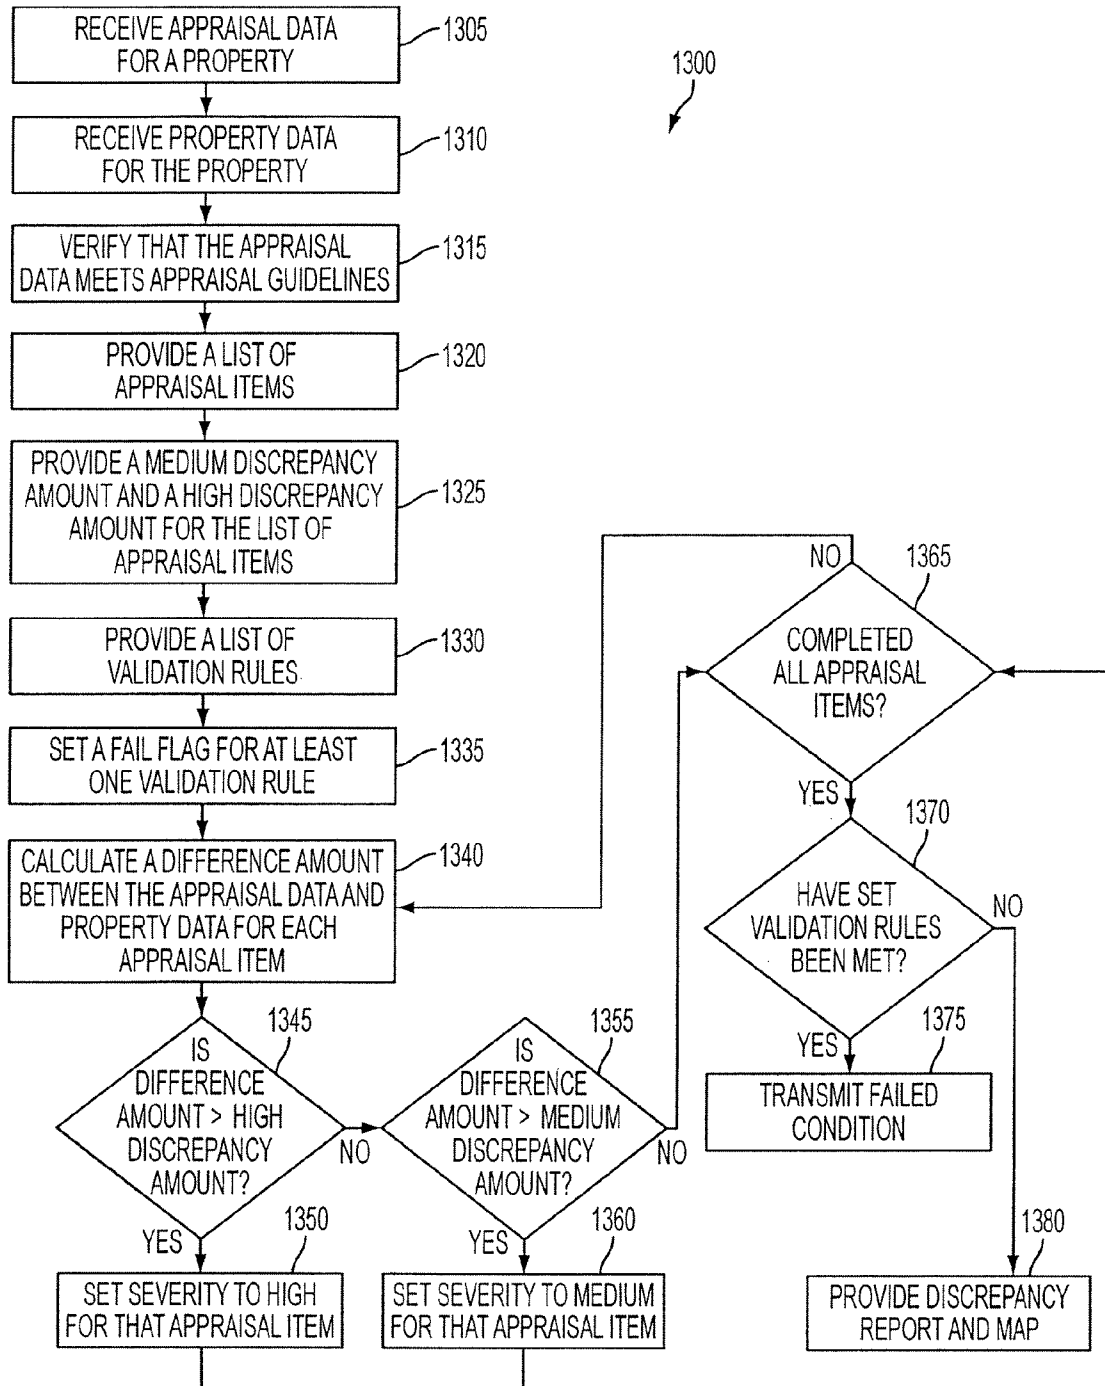 RECEIVE APPRAISAL DATA
FOR A PROPERTY
1305
1300
RECEIVE PROPERTY DATA
FOR THE PROPERTY
1310
VERIFY THAT THE APPRAISAL
DATA MEETS APPRAISAL GUIDELINES
1315
PROVIDE A LIST OF
APPRAISAL ITEMS
1320
PROVIDE A MEDIUM DISCREPANCY
AMOUNT AND A HIGH DISCREPANCY
AMOUNT FOR THE LIST OF
APPRAISAL ITEMS
1325
PROVIDE A LIST OF
VALIDATION RULES
1330
SET A FAIL FLAG FOR AT LEAST
ONE VALIDATION RULE
1335
CALCULATE A DIFFERENCE AMOUNT
BETWEEN THE APPRAISAL DATA AND
PROPERTY DATA FOR EACH
APPRAISAL ITEM
1340
IS
DIFFERENCE
AMOUNT > HIGH
DISCREPANCY
AMOUNT?
1345
NO
YES
SET SEVERITY TO HIGH
FOR THAT APPRAISAL ITEM
1350
IS
DIFFERENCE
AMOUNT > MEDIUM
DISCREPANCY
AMOUNT?
1355
NO
YES
SET SEVERITY TO MEDIUM
FOR THAT APPRAISAL ITEM
1360
NO
COMPLETED
ALL APPRAISAL
ITEMS?
1365
YES
HAVE SET
VALIDATION RULES
BEEN MET?
1370
NO
YES
TRANSMIT FAILED
CONDITION
1375
PROVIDE DISCREPANCY
REPORT AND MAP
1380